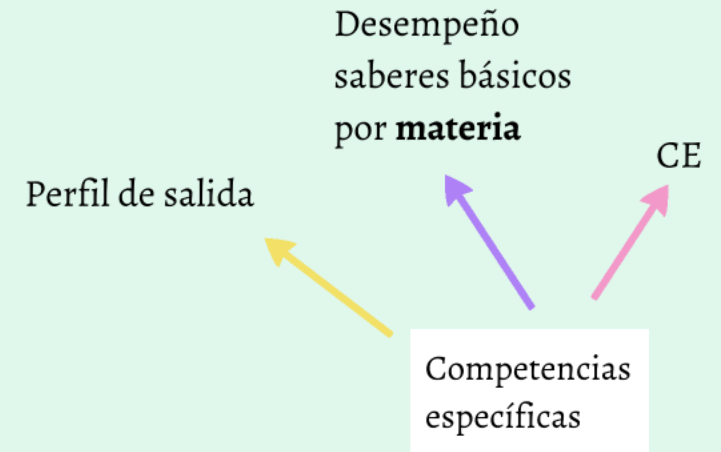 Desempeño
saberes básicos
por materia
CE
Perfil de salida
Competencias
específicas